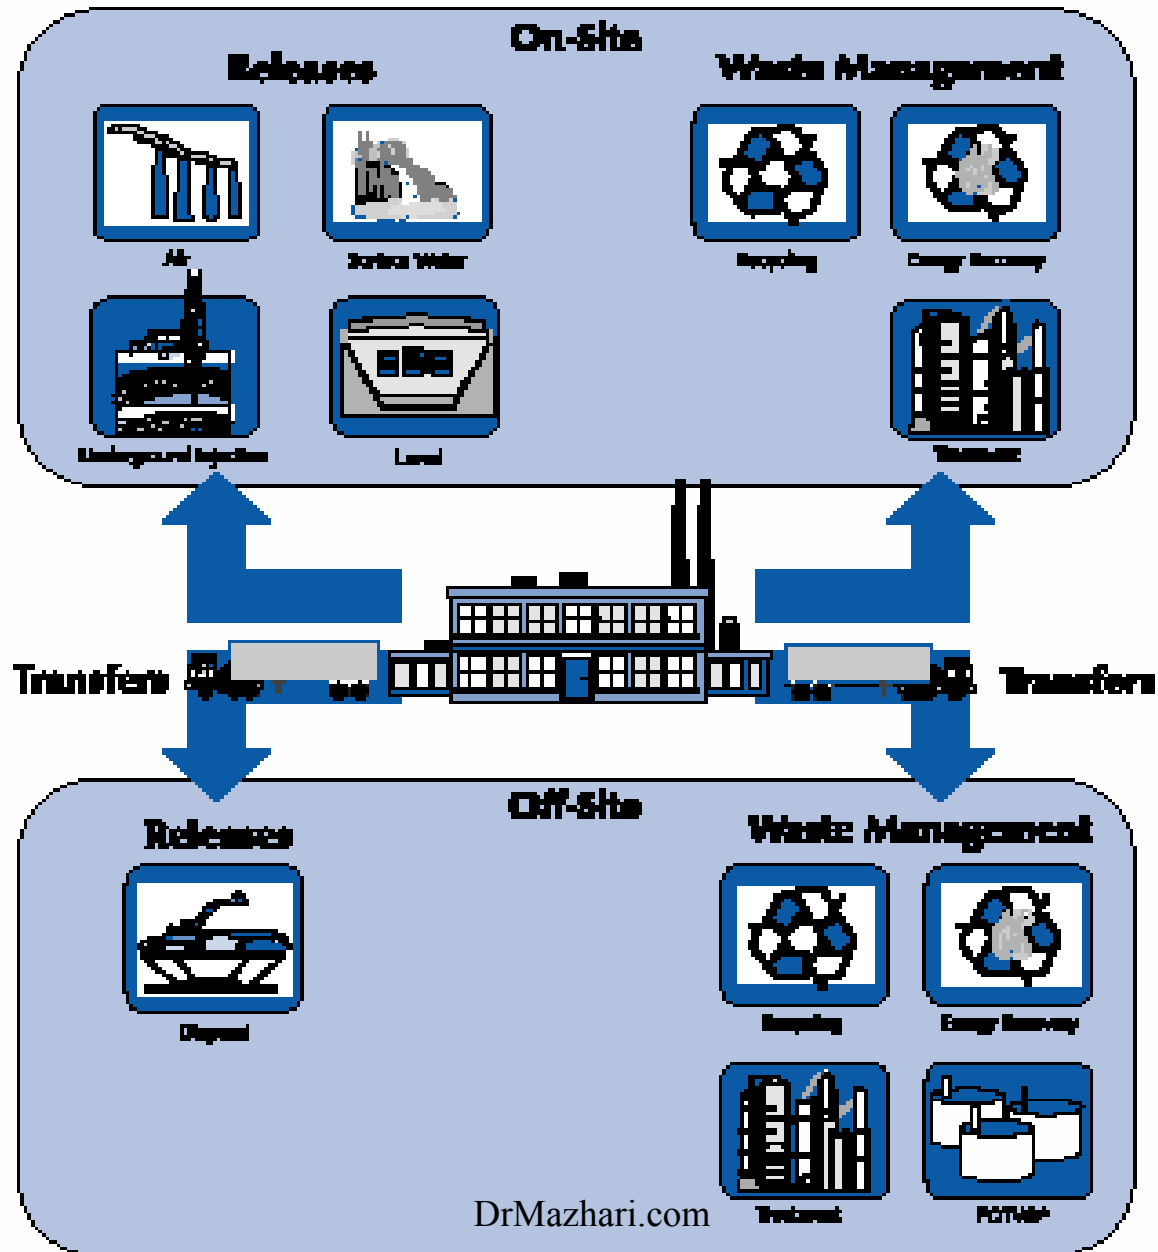 On-Site
Releases
Waste Management
Air
Surface Water
Recycling
Energy Recovery
Underground Injection
Land
Treatment
Transfers
Transfers
Off-Site
Releases
Waste Management
Disposal
Recycling
Energy Recovery
Treatment
POTWs*
DrMazhari.com